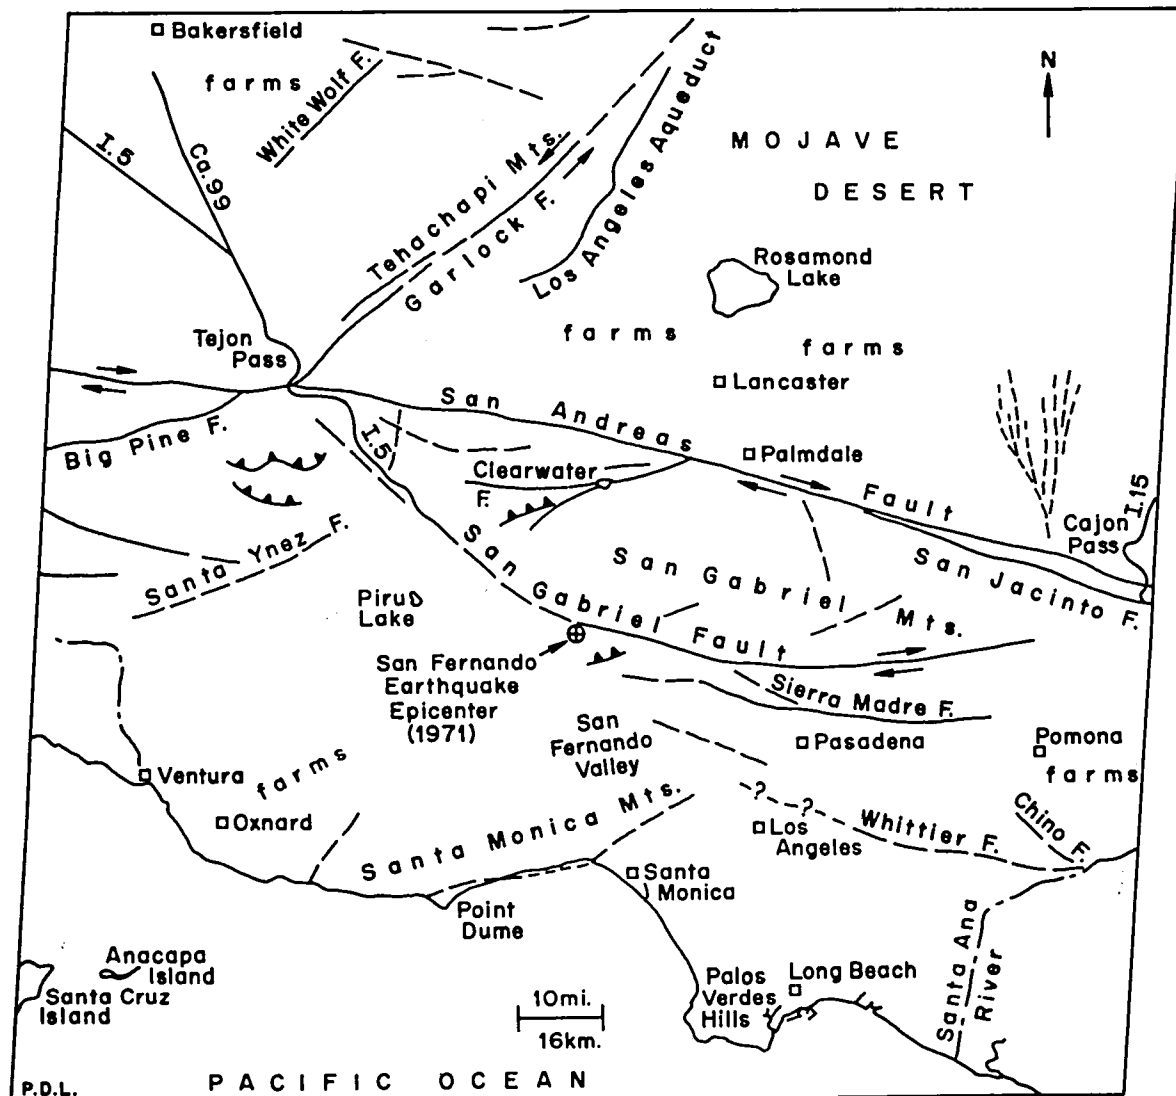 Bakersfield
farms
White Wolf F.
N
I.5
Ca.99
Tehachapi Mts.
Garlock F.
Los Angeles Aqueduct
MOJAVE
DESERT
Rosamond
Lake
farms
farms
Tejon
Pass
Lancaster
San Andreas Fault
Big Pine F.
I.5
Palmdale
Clearwater
F.
I.15
Cajon
Pass
San Jacinto F.
Santa Ynez F.
San Gabriel Mts.
Piru
Lake
San Gabriel Fault
San Fernando
Earthquake
Epicenter
(1971)
Sierra Madre F.
San
Fernando
Valley
Pasadena
Pomona
farms
Ventura
farms
Oxnard
Santa Monica Mts.
? ?
Los
Angeles
Whittier F.
Chino F.
Santa
Monica
Point
Dume
Anacapa
Island
Santa Cruz
Island
10mi.
16km.
Palos
Verdes
Hills
Long Beach
Santa Ana
River
P.D.L.
PACIFIC OCEAN